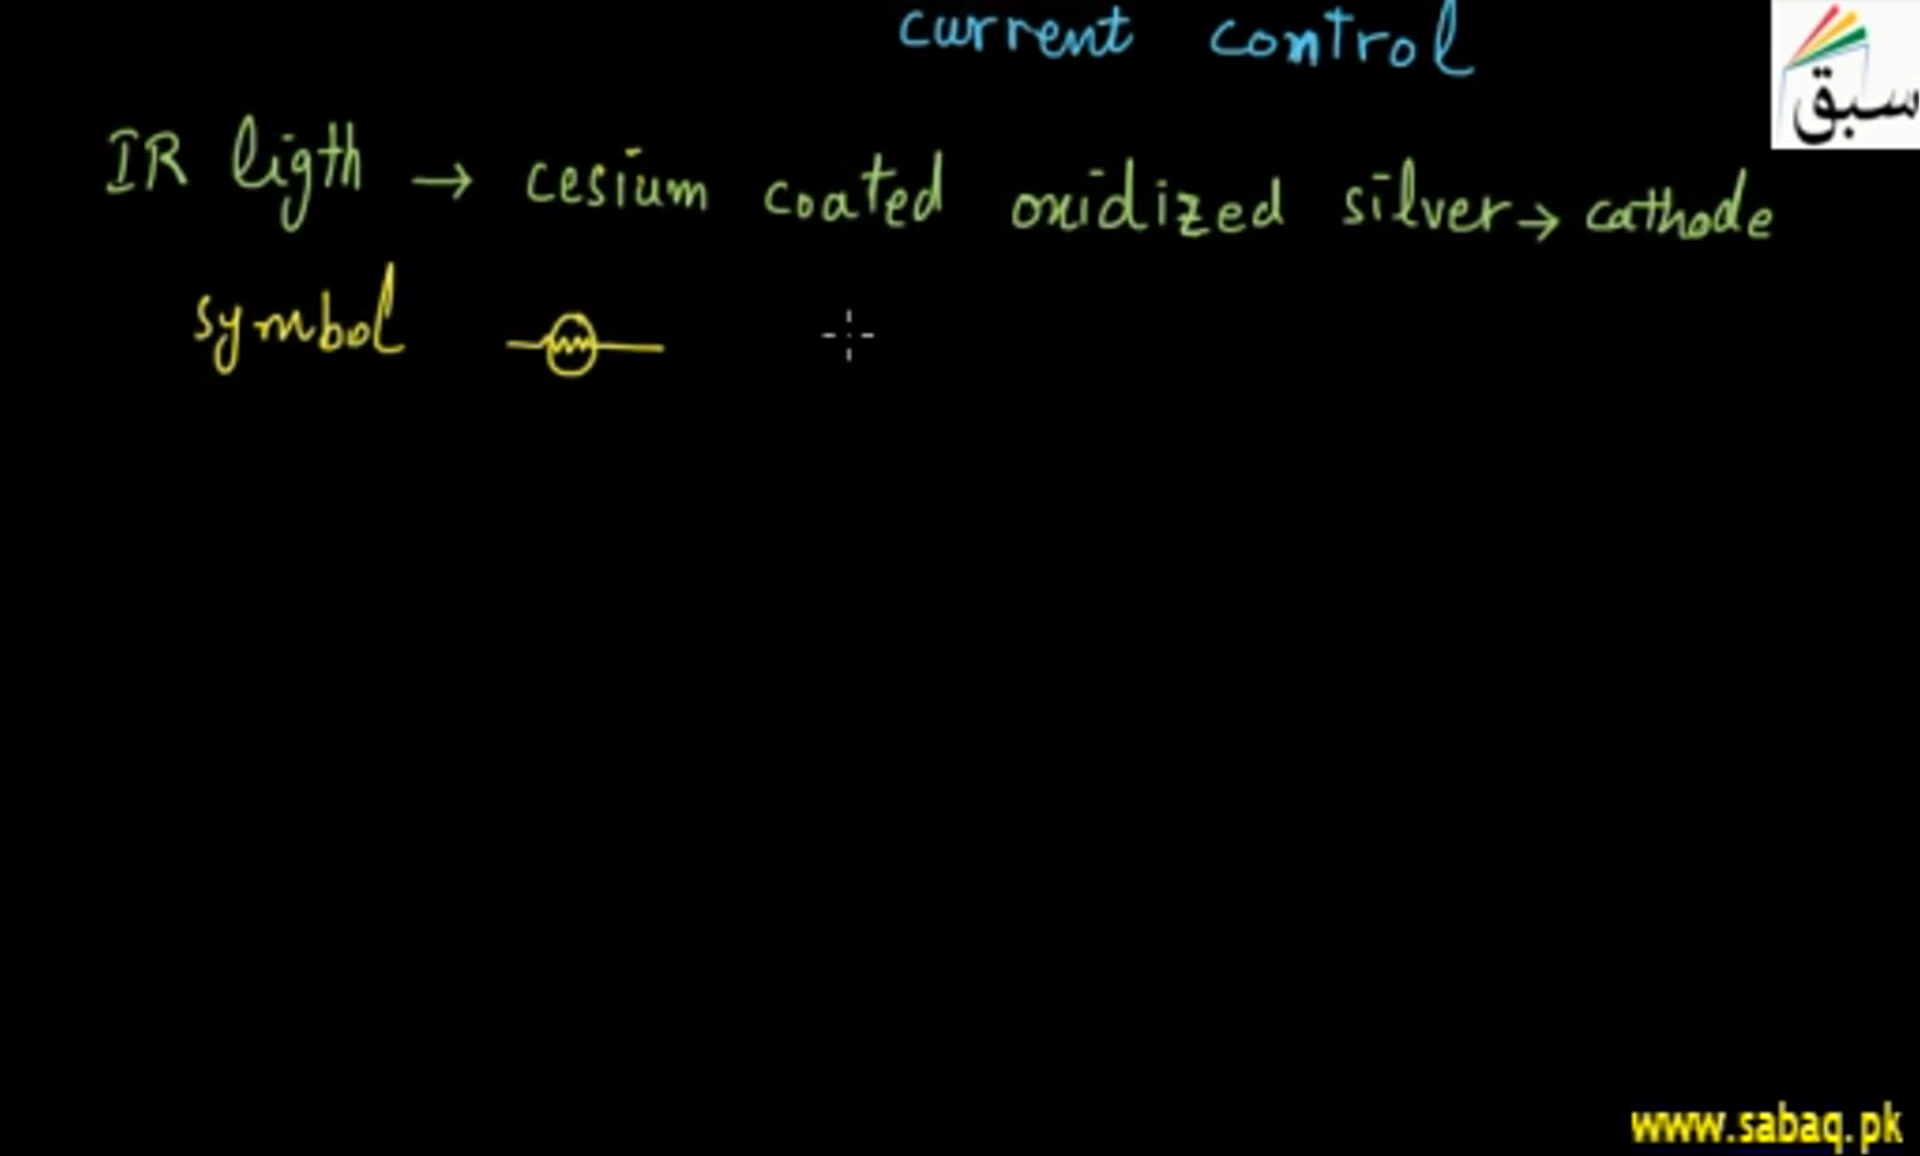 current control
سبق
IR ligth → cesium coated oxidized silver → cathode
symbol
www.sabaq.pk